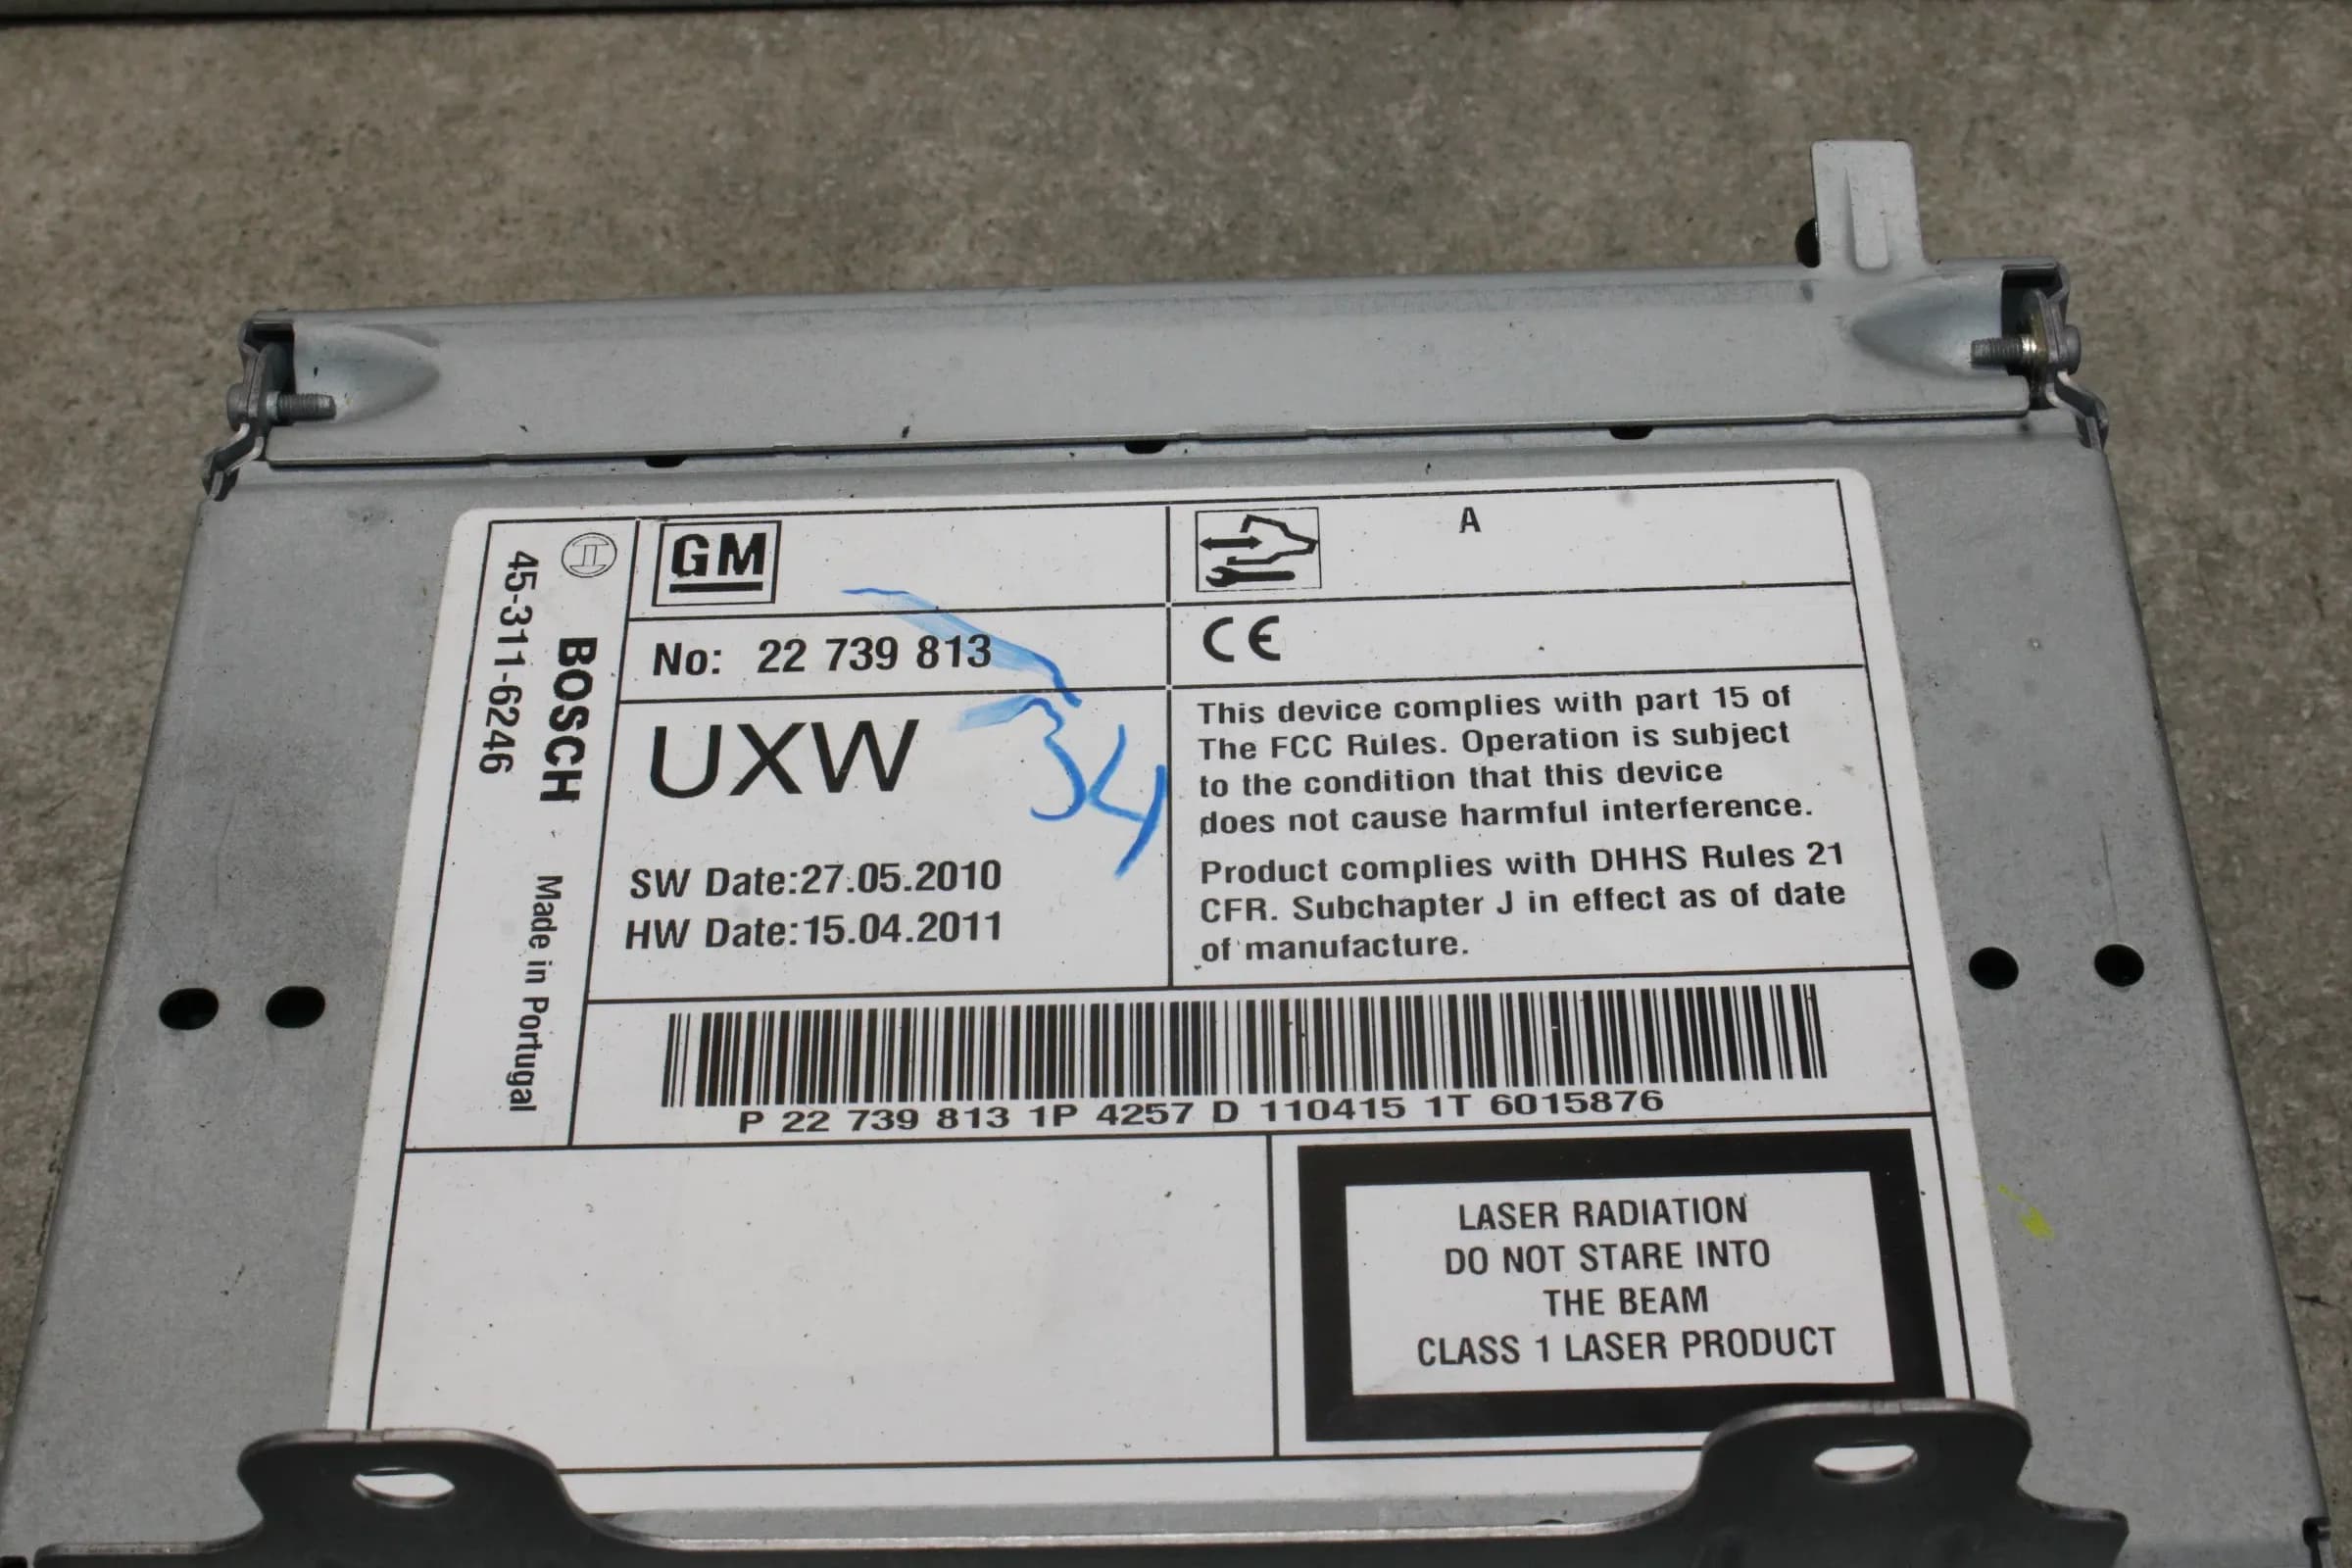 GM
A
No: 22 739 813
CE
UXW
34
SW Date:27.05.2010
HW Date:15.04.2011
This device complies with part 15 of
The FCC Rules. Operation is subject
to the condition that this device
does not cause harmful interference.
Product complies with DHHS Rules 21
CFR. Subchapter J in effect as of date
of manufacture.
BOSCH Made in Portugal
45-311-6246
P 22 739 813 1P 4257 D 110415 1T 6015876
LASER RADIATION
DO NOT STARE INTO
THE BEAM
CLASS 1 LASER PRODUCT